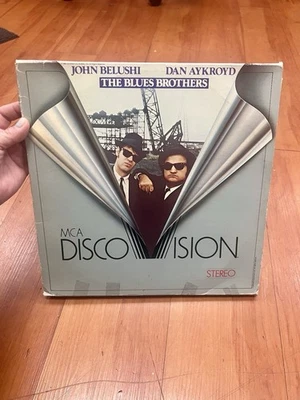 JOHN BELUSHI DAN AYKROYD
THE BLUES BROTHERS
MCA
DISCOVISION
STEREO